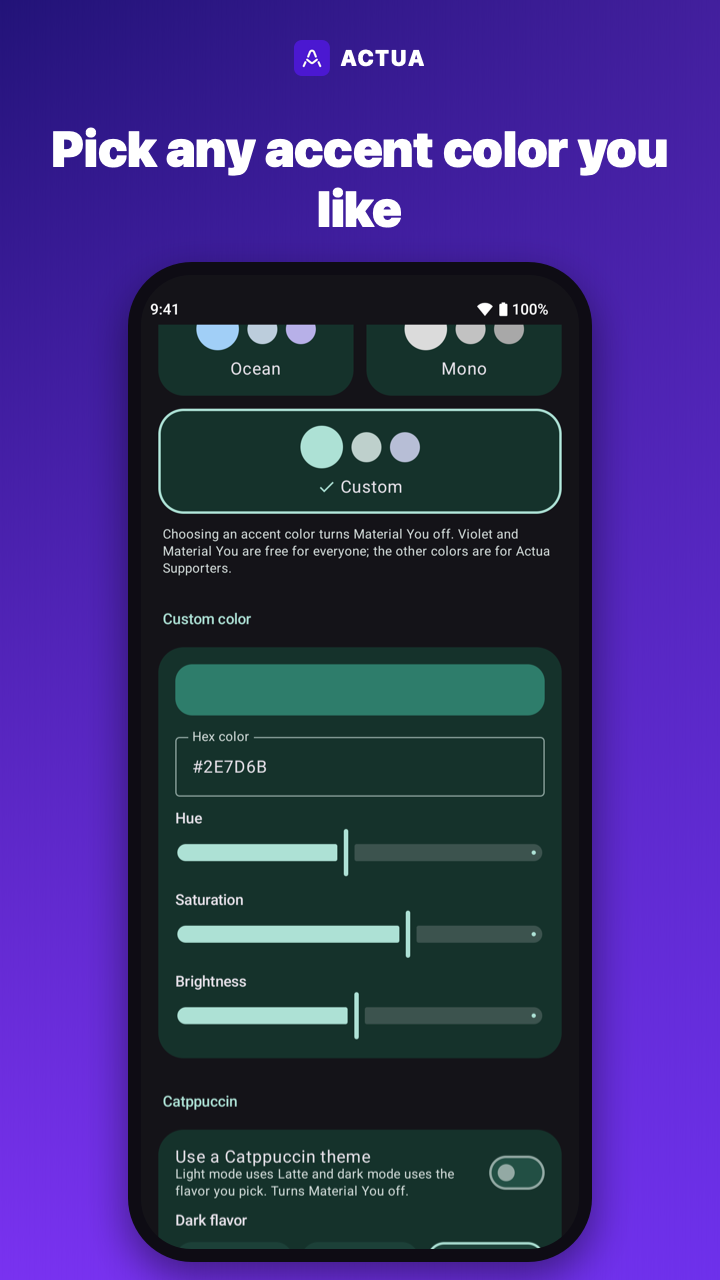 ACTUA
Pick any accent color you
like
9:41
100%
Ocean
Mono
Custom
Choosing an accent color turns Material You off. Violet and
Material You are free for everyone; the other colors are for Actua
Supporters.
Custom color
Hex color
#2E7D6B
Hue
Saturation
Brightness
Catppuccin
Use a Catppuccin theme
Light mode uses Latte and dark mode uses the
flavor you pick. Turns Material You off.
Dark flavor